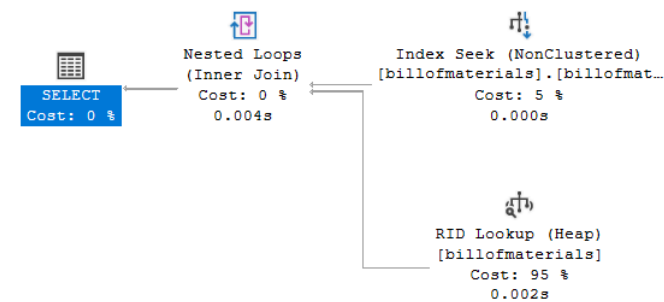 SELECT
Cost: 0 %
Nested Loops
(Inner Join)
Cost: 0 %
0.004s
Index Seek (NonClustered)
[billofmaterials].[billofmat…
Cost: 5 %
0.000s
RID Lookup (Heap)
[billofmaterials]
Cost: 95 %
0.002s